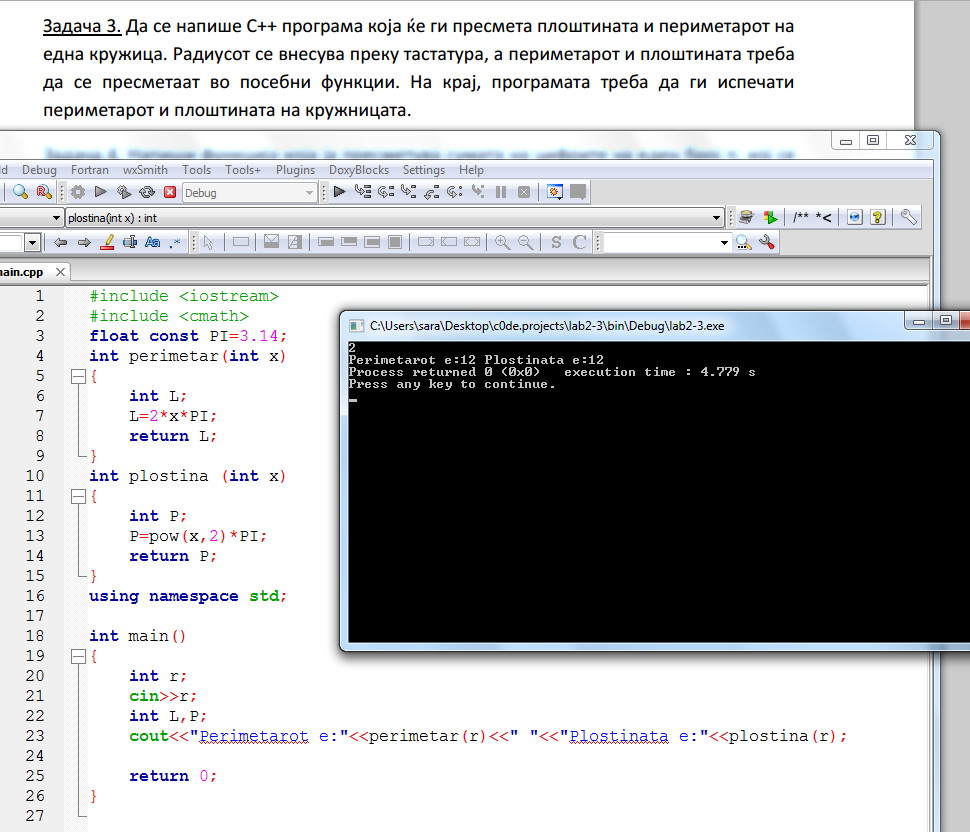 Задача 3. Да се напише C++ програма која ќе ги пресмета плоштината и периметарот на
една кружица. Радиусот се внесува преку тастатура, а периметарот и плоштината треба
да се пресметаат во посебни функции. На крај, програмата треба да ги испечати
периметарот и плоштината на кружницата.
ld Debug Fortran wxSmith Tools Tools+ Plugins DoxyBlocks Settings Help
Debug
plostina(int x) : int
/** *<
Aa .* S C
main.cpp
1 #include <iostream>
2 #include <cmath>
3 float const PI=3.14;
4 int perimetar(int x)
5 {
6 int L;
7 L=2*x*PI;
8 return L;
9 }
10 int plostina (int x)
11 {
12 int P;
13 P=pow(x,2)*PI;
14 return P;
15 }
16 using namespace std;
17
18 int main()
19 {
20 int r;
21 cin>>r;
22 int L,P;
23 cout<<"Perimetarot e:"<<perimetar(r)<<" "<<"Plostinata e:"<<plostina(r);
24
25 return 0;
26 }
27
C:\Users\sara\Desktop\c0de.projects\lab2-3\bin\Debug\lab2-3.exe
2
Perimetarot e:12 Plostinata e:12
Process returned 0 (0x0) execution time : 4.779 s
Press any key to continue.